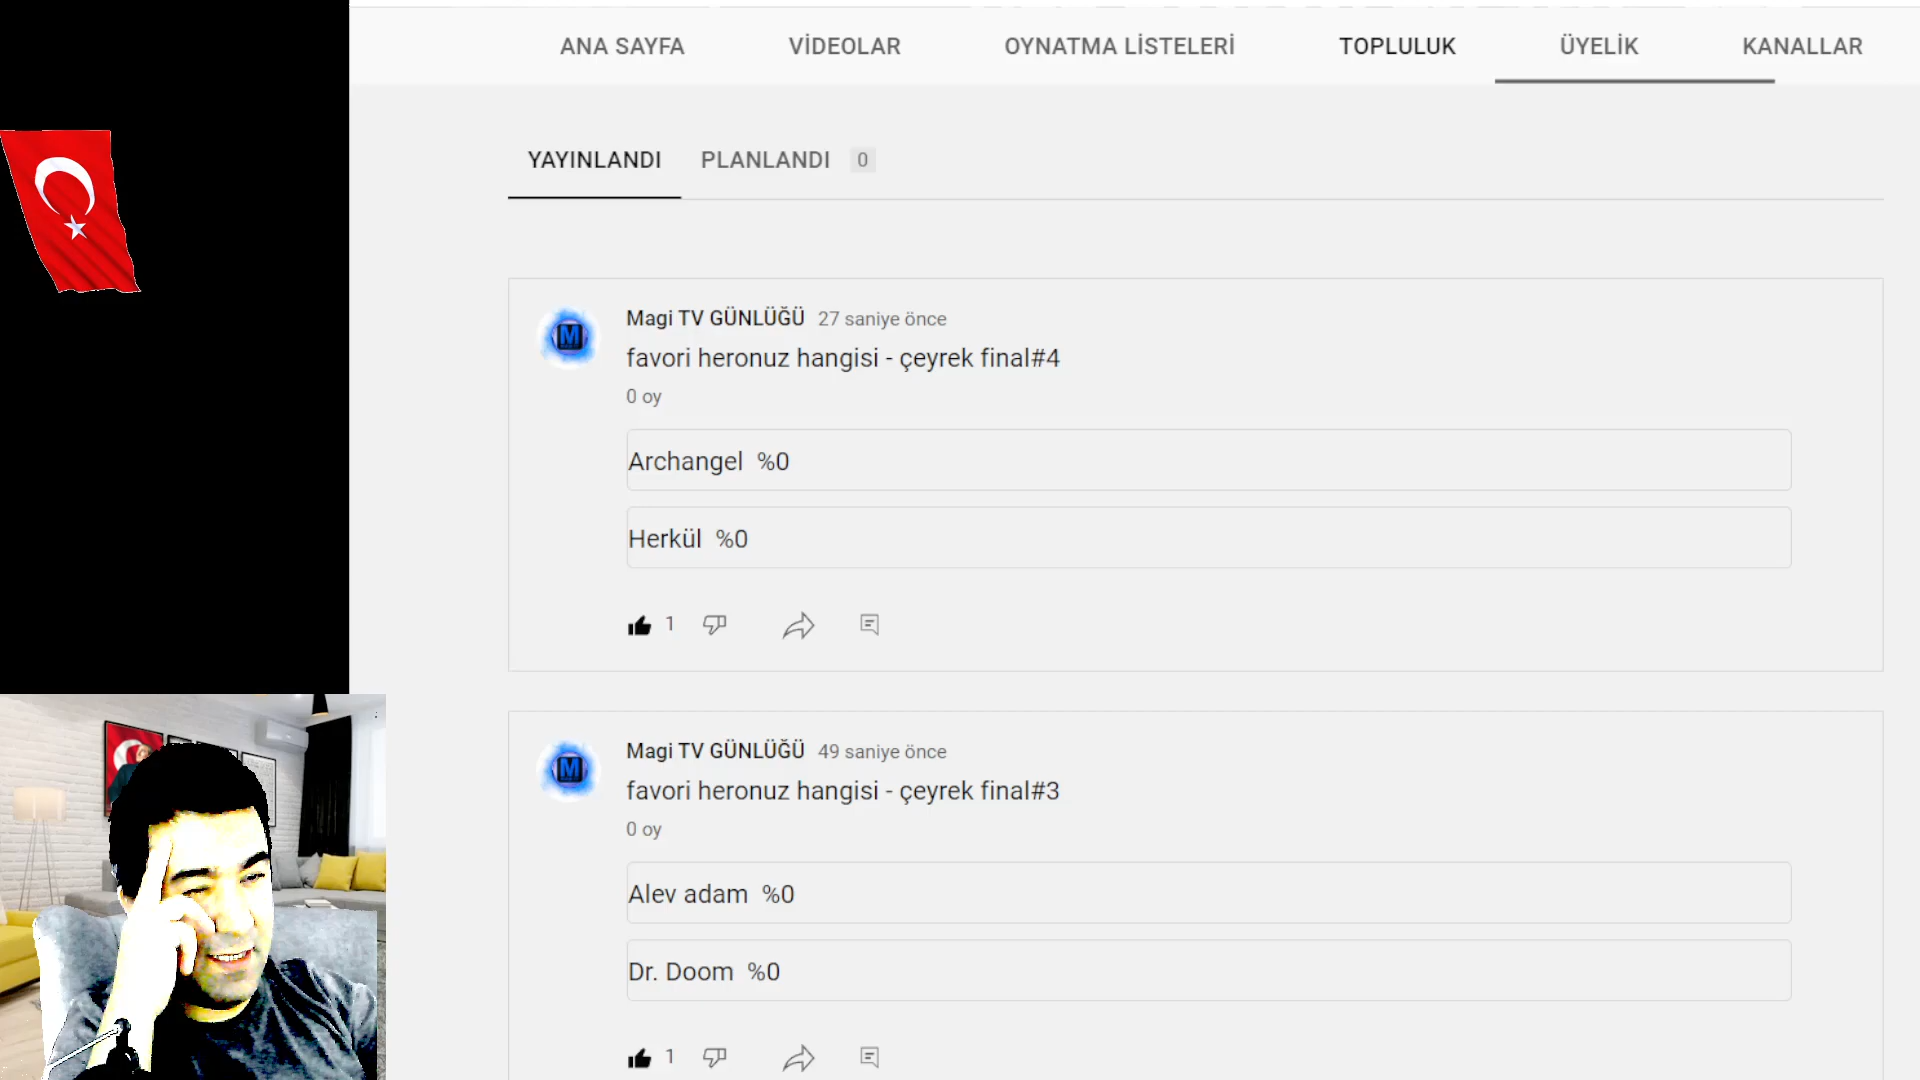 ANA SAYFA VİDEOLAR OYNATMA LİSTELERİ TOPLULUK ÜYELİK KANALLAR
YAYINLANDI PLANLANDI 0
Magi TV GÜNLÜĞÜ 27 saniye önce
favori heronuz hangisi - çeyrek final#4
0 oy
Archangel %0
Herkül %0
1
Magi TV GÜNLÜĞÜ 49 saniye önce
favori heronuz hangisi - çeyrek final#3
0 oy
Alev adam %0
Dr. Doom %0
1